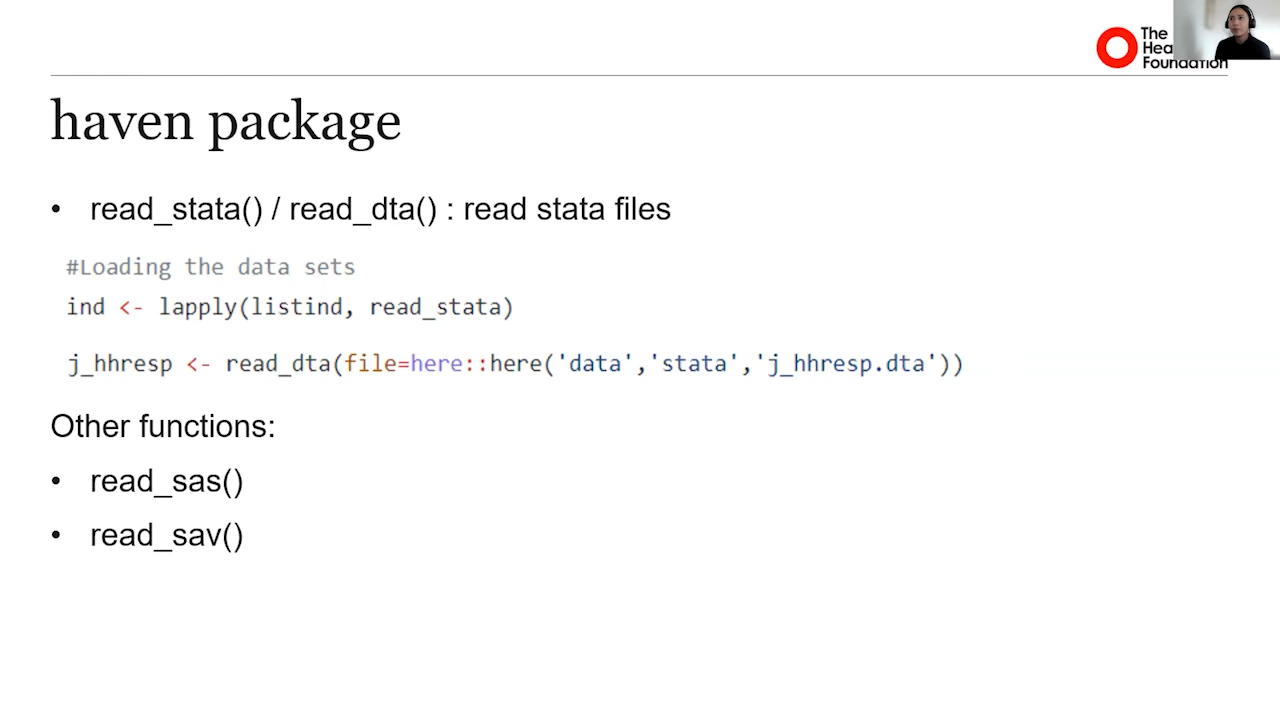 The
Hea
Foundation
haven package
• read_stata() / read_dta() : read stata files
#Loading the data sets
ind <- lapply(listind, read_stata)
j_hhresp <- read_dta(file=here::here('data','stata','j_hhresp.dta'))
Other functions:
• read_sas()
• read_sav()